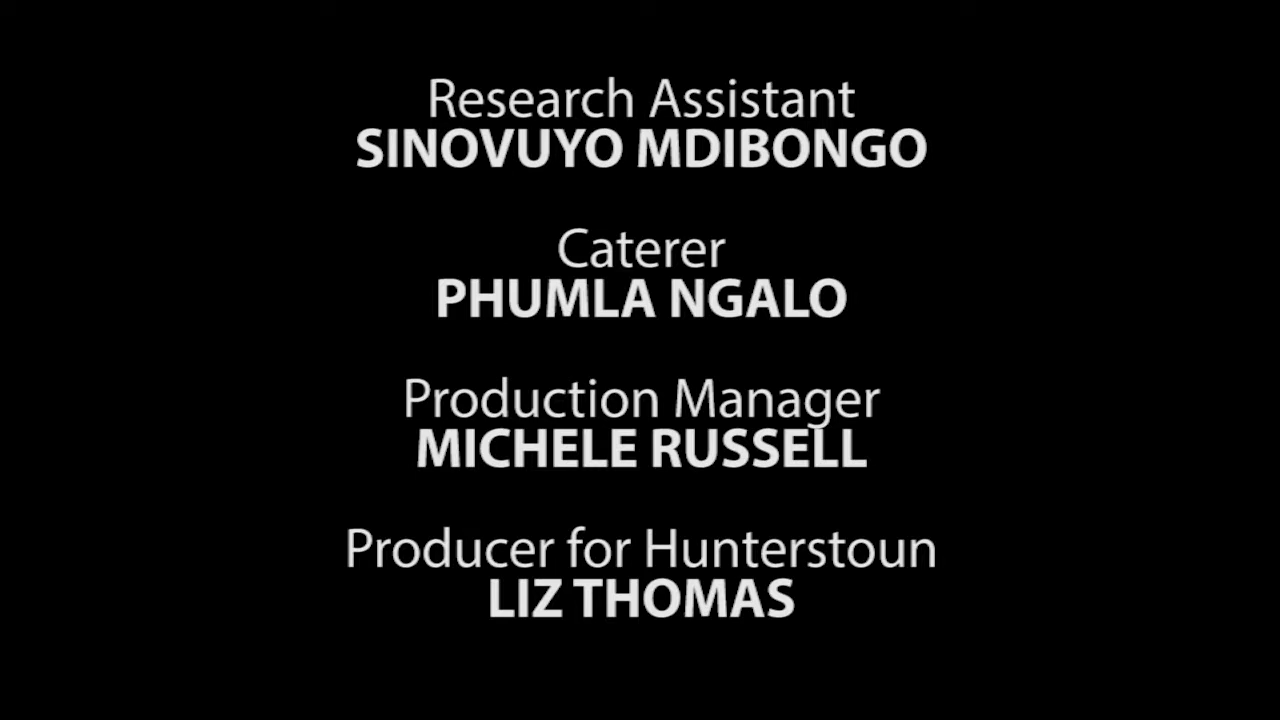 Research Assistant
SINOVUYO MDIBONGO
Caterer
PHUMLA NGALO
Production Manager
MICHELE RUSSELL
Producer for Hunterstoun
LIZ THOMAS